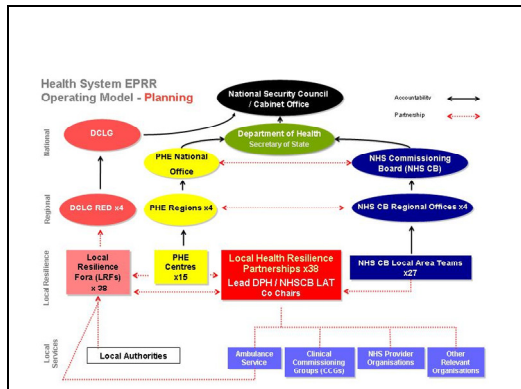 Health System EPRR
Operating Model - Planning
National Security Council
/ Cabinet Office
Accountability
Partnership
National
DCLG
Department of Health
Secretary of State
PHE National
Office
NHS Commissioning
Board (NHS CB)
Regional
DCLG RED x4
PHE Regions x4
NHS CB Regional Offices x4
Local Resilience
Local
Resilience
Fora (LRFs)
x 38
PHE
Centres
x15
Local Health Resilience
Partnerships x38
Lead DPH / NHSCB LAT
Co Chairs
NHS CB Local Area Teams
x27
Local
Services
Local Authorities
Ambulance
Service
Clinical
Commissioning
Groups (CCGs)
NHS Provider
Organisations
Other
Relevant
Organisations